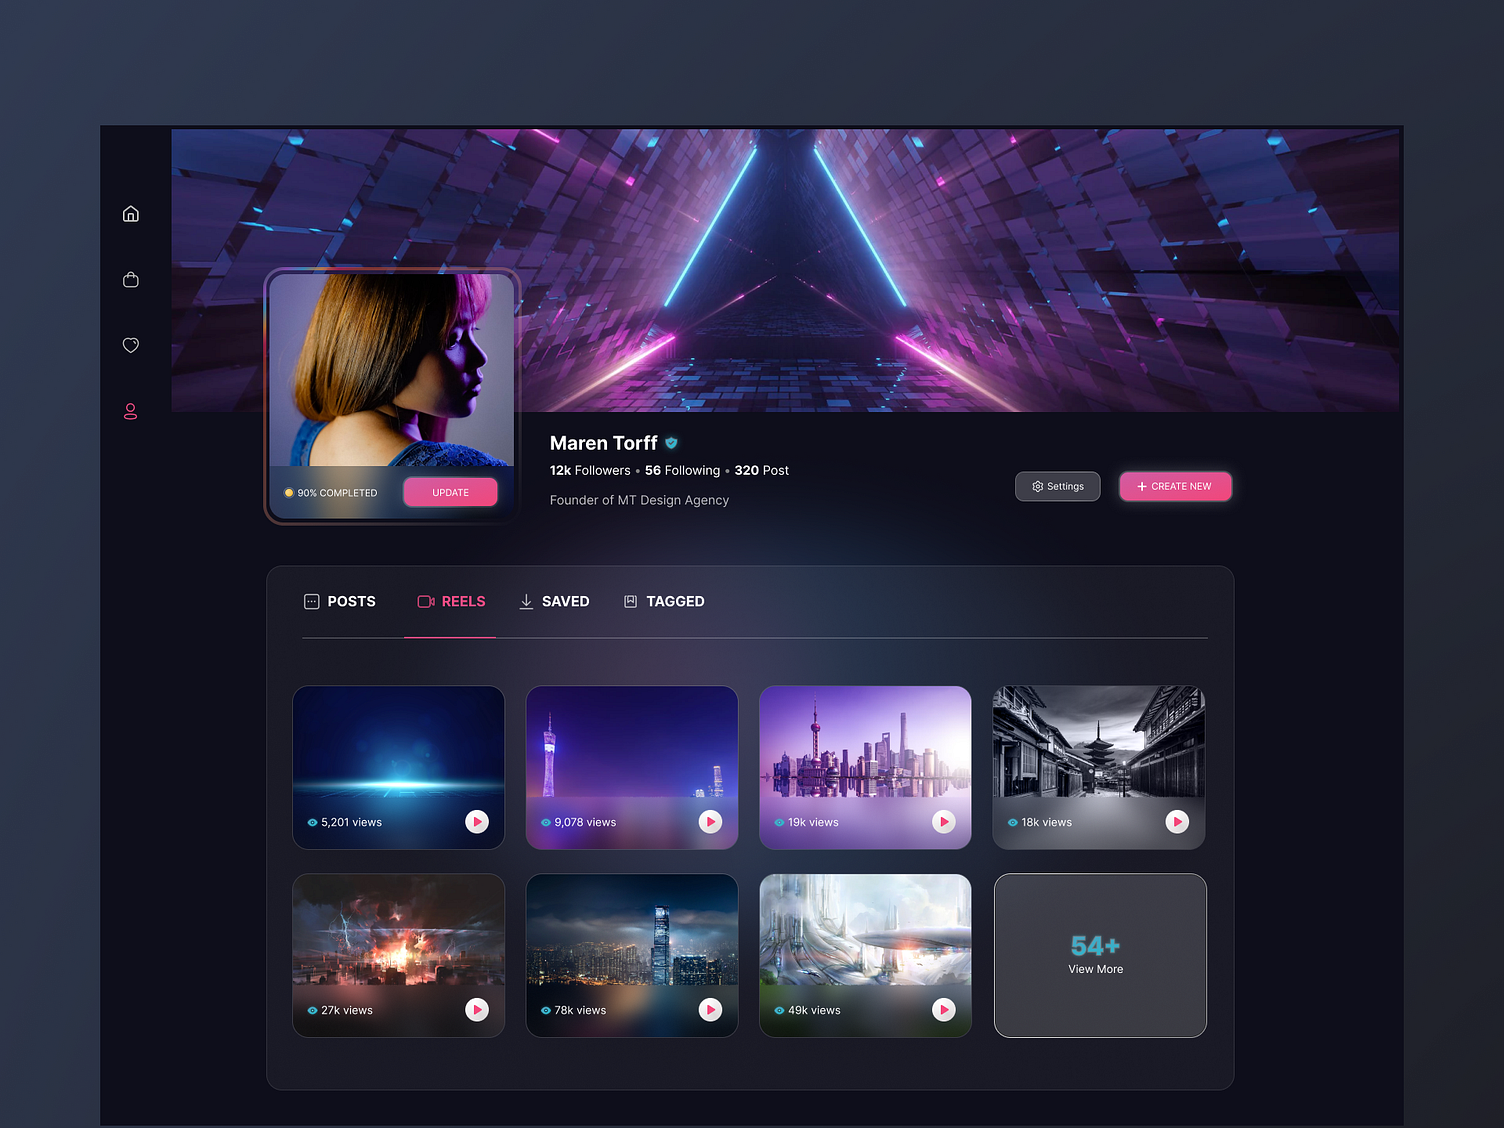 Maren Torff
12k Followers • 56 Following • 320 Post
Founder of MT Design Agency
90% COMPLETED
UPDATE
Settings
+ CREATE NEW
POSTS
REELS
SAVED
TAGGED
5,201 views
9,078 views
19k views
18k views
27k views
78k views
49k views
54+
View More